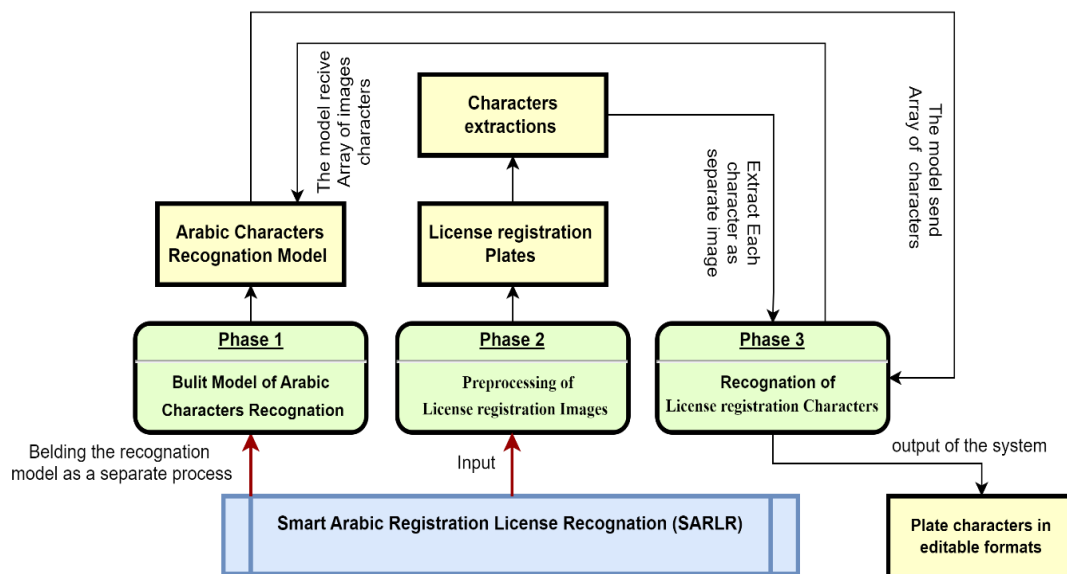 The model recive
Array of images
characters
Characters
extractions
The model send
Array of characters
Extract Each
character as
separate image
Arabic Characters
Recognation Model
License registration
Plates
Phase 1
Bulit Model of Arabic
Characters Recognation
Phase 2
Preprocessing of
License registration Images
Phase 3
Recognation of
License registration Characters
Belding the recognation
model as a separate process
Input
output of the system
Smart Arabic Registration License Recognation (SARLR)
Plate characters in
editable formats